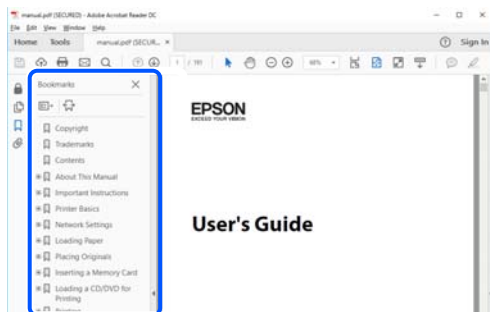 manual.pdf (SECURED) - Adobe Acrobat Reader DC
File Edit View Window Help
Home Tools manual.pdf (SECUR... × Sign In
1 / 191
Bookmarks
Copyright
Trademarks
Contents
About This Manual
Important Instructions
Printer Basics
Network Settings
Loading Paper
Placing Originals
Inserting a Memory Card
Loading a CD/DVD for
Printing
Printing
EPSON
EXCEED YOUR VISION
User's Guide